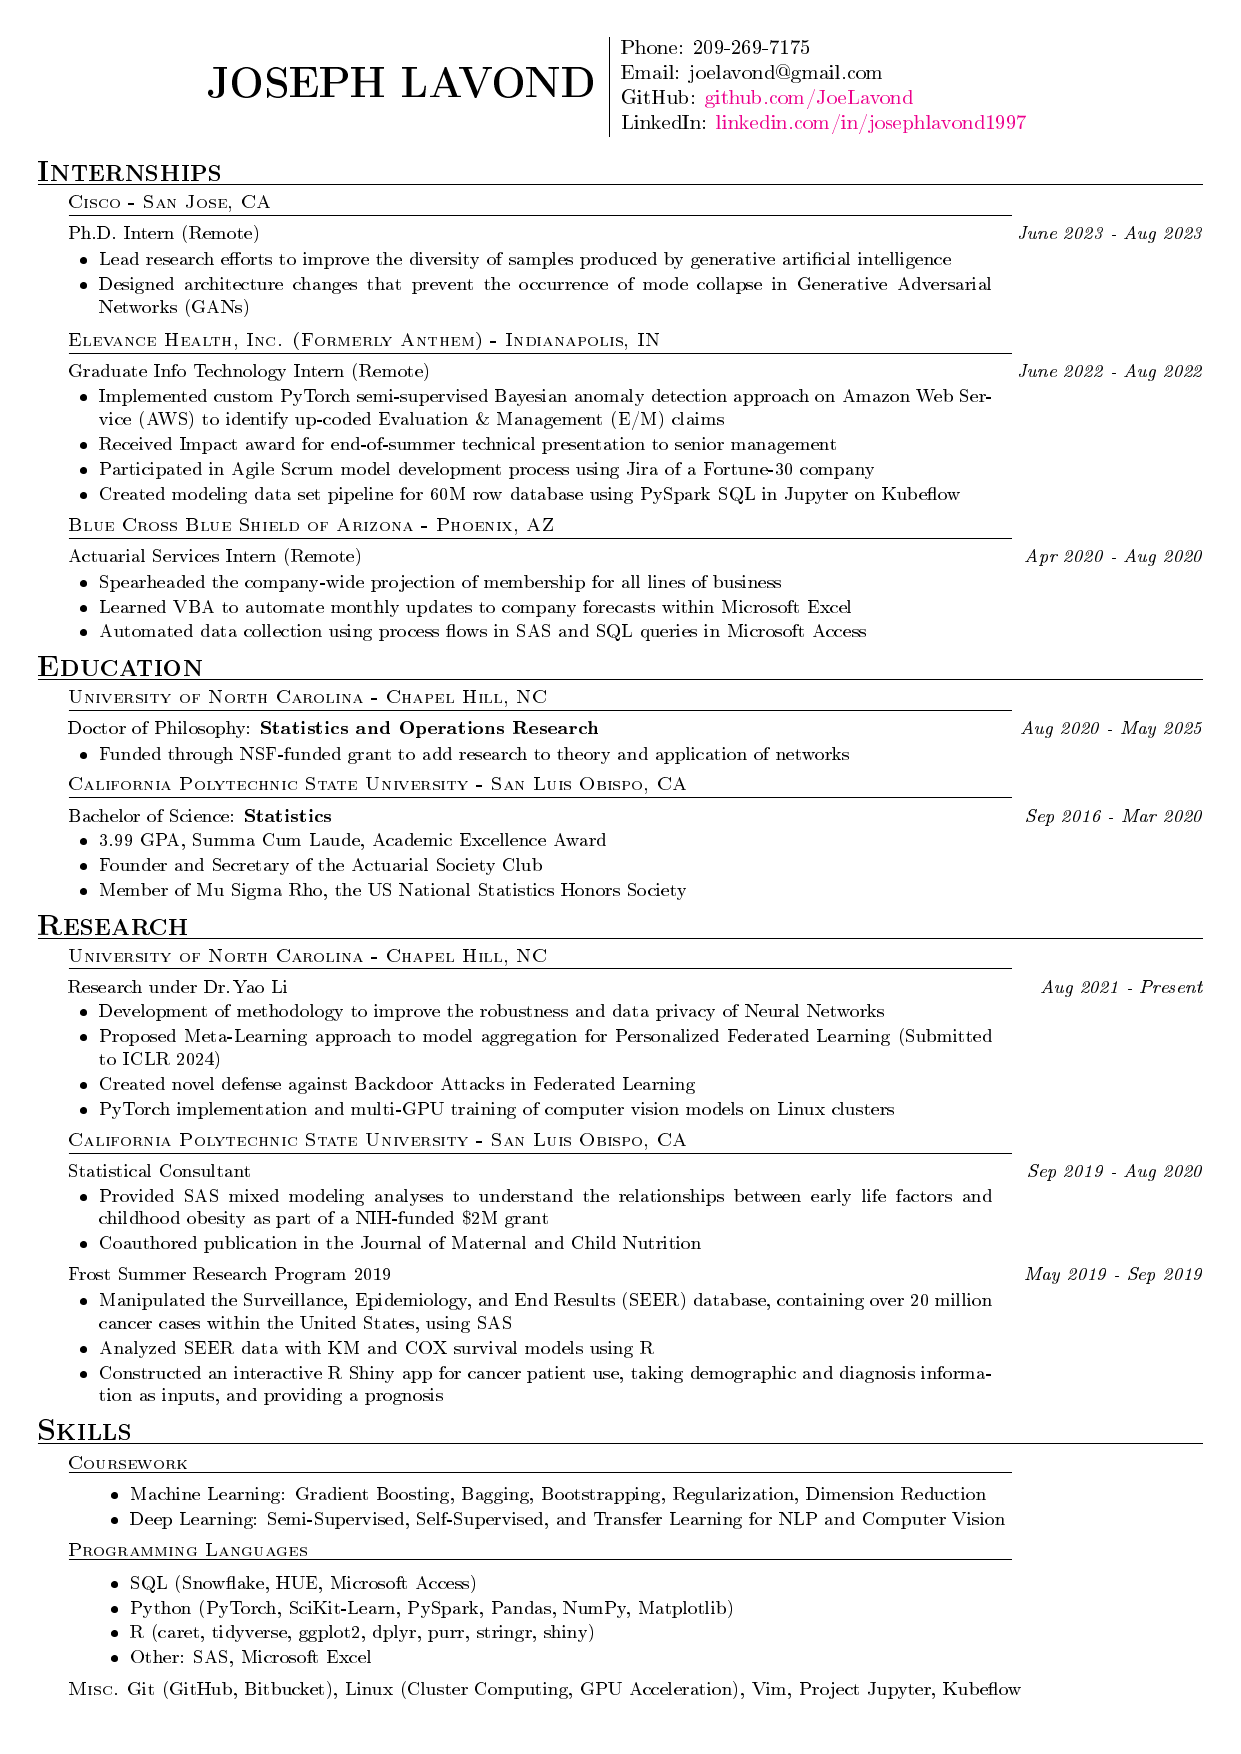 JOSEPH LAVOND
Phone: 209-269-7175
Email: joelavond@gmail.com
GitHub: github.com/JoeLavond
LinkedIn: linkedin.com/in/josephlavond1997
Internships
Cisco - San Jose, CA
Ph.D. Intern (Remote) June 2023 - Aug 2023
• Lead research efforts to improve the diversity of samples produced by generative artificial intelligence
• Designed architecture changes that prevent the occurrence of mode collapse in Generative Adversarial
Networks (GANs)
Elevance Health, Inc. (Formerly Anthem) - Indianapolis, IN
Graduate Info Technology Intern (Remote) June 2022 - Aug 2022
• Implemented custom PyTorch semi-supervised Bayesian anomaly detection approach on Amazon Web Ser-
vice (AWS) to identify up-coded Evaluation & Management (E/M) claims
• Received Impact award for end-of-summer technical presentation to senior management
• Participated in Agile Scrum model development process using Jira of a Fortune-30 company
• Created modeling data set pipeline for 60M row database using PySpark SQL in Jupyter on Kubeflow
Blue Cross Blue Shield of Arizona - Phoenix, AZ
Actuarial Services Intern (Remote) Apr 2020 - Aug 2020
• Spearheaded the company-wide projection of membership for all lines of business
• Learned VBA to automate monthly updates to company forecasts within Microsoft Excel
• Automated data collection using process flows in SAS and SQL queries in Microsoft Access
Education
University of North Carolina - Chapel Hill, NC
Doctor of Philosophy: Statistics and Operations Research Aug 2020 - May 2025
• Funded through NSF-funded grant to add research to theory and application of networks
California Polytechnic State University - San Luis Obispo, CA
Bachelor of Science: Statistics Sep 2016 - Mar 2020
• 3.99 GPA, Summa Cum Laude, Academic Excellence Award
• Founder and Secretary of the Actuarial Society Club
• Member of Mu Sigma Rho, the US National Statistics Honors Society
Research
University of North Carolina - Chapel Hill, NC
Research under Dr. Yao Li Aug 2021 - Present
• Development of methodology to improve the robustness and data privacy of Neural Networks
• Proposed Meta-Learning approach to model aggregation for Personalized Federated Learning (Submitted
to ICLR 2024)
• Created novel defense against Backdoor Attacks in Federated Learning
• PyTorch implementation and multi-GPU training of computer vision models on Linux clusters
California Polytechnic State University - San Luis Obispo, CA
Statistical Consultant Sep 2019 - Aug 2020
• Provided SAS mixed modeling analyses to understand the relationships between early life factors and
childhood obesity as part of a NIH-funded $2M grant
• Coauthored publication in the Journal of Maternal and Child Nutrition
Frost Summer Research Program 2019 May 2019 - Sep 2019
• Manipulated the Surveillance, Epidemiology, and End Results (SEER) database, containing over 20 million
cancer cases within the United States, using SAS
• Analyzed SEER data with KM and COX survival models using R
• Constructed an interactive R Shiny app for cancer patient use, taking demographic and diagnosis informa-
tion as inputs, and providing a prognosis
Skills
Coursework
• Machine Learning: Gradient Boosting, Bagging, Bootstrapping, Regularization, Dimension Reduction
• Deep Learning: Semi-Supervised, Self-Supervised, and Transfer Learning for NLP and Computer Vision
Programming Languages
• SQL (Snowflake, HUE, Microsoft Access)
• Python (PyTorch, SciKit-Learn, PySpark, Pandas, NumPy, Matplotlib)
• R (caret, tidyverse, ggplot2, dplyr, purr, stringr, shiny)
• Other: SAS, Microsoft Excel
Misc. Git (GitHub, Bitbucket), Linux (Cluster Computing, GPU Acceleration), Vim, Project Jupyter, Kubeflow